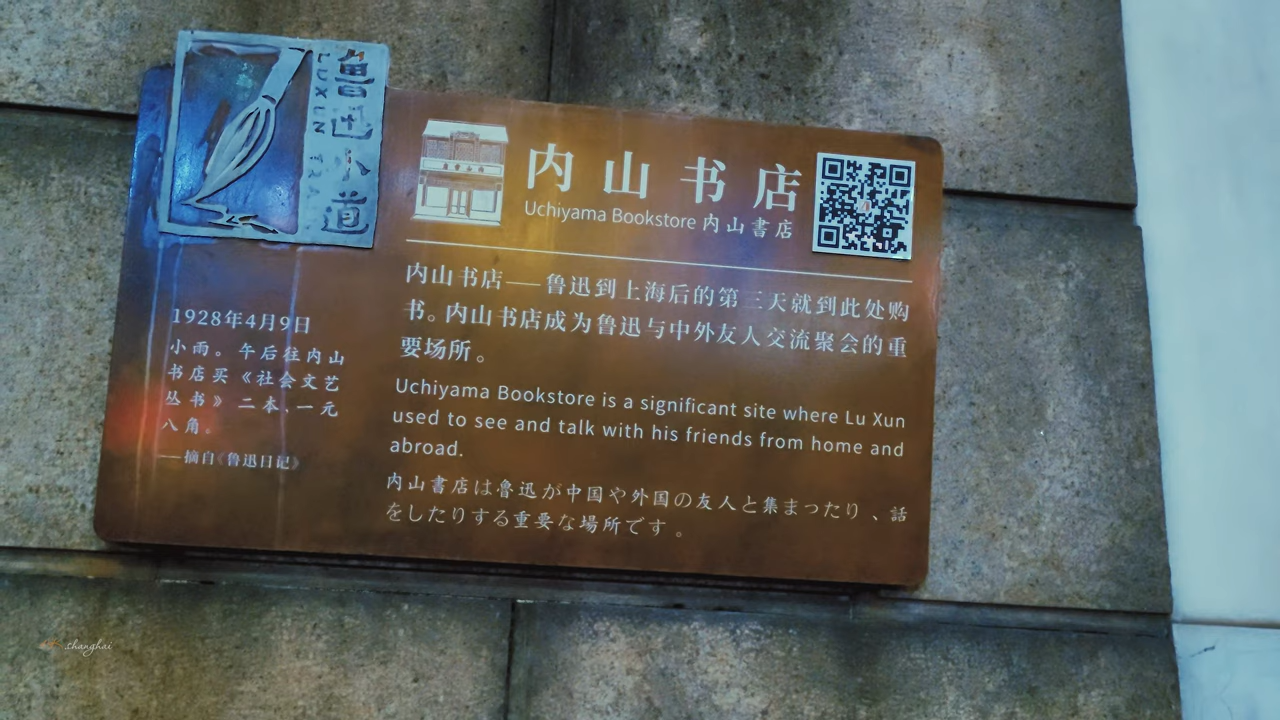 鲁迅小道
LUXUN TRA
内山书店
Uchiyama Bookstore 内山書店
内山书店——鲁迅到上海后的第三天就到此处购
书。内山书店成为鲁迅与中外友人交流聚会的重
要场所。
Uchiyama Bookstore is a significant site where Lu Xun
used to see and talk with his friends from home and
abroad.
内山書店は魯迅が中国や外国の友人と集まったり、話
をしたりする重要な場所です。
1928年4月9日
小雨。午后往内山
书店买《社会文艺
丛书》二本、一元
八角。
——摘自《鲁迅日记》
.shanghai